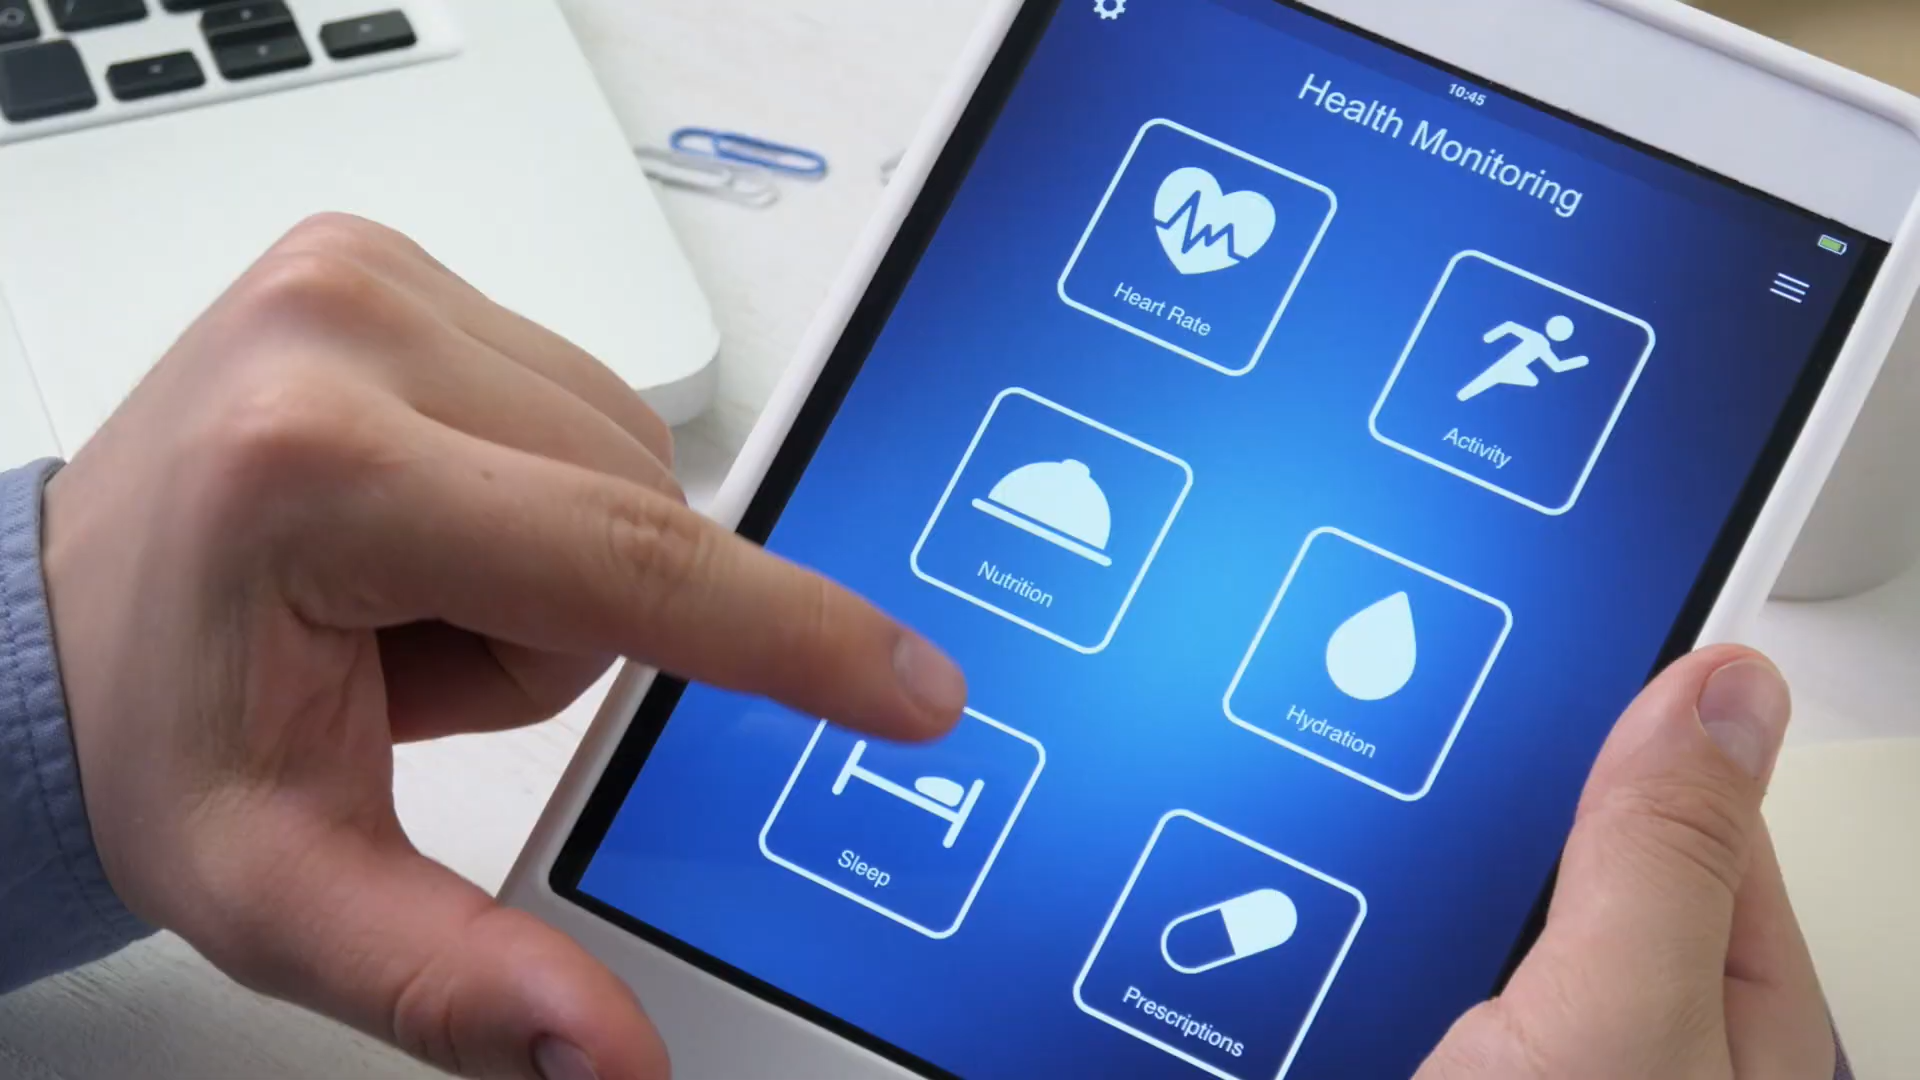 10:45
Health Monitoring
Heart Rate
Activity
Nutrition
Hydration
Sleep
Prescriptions